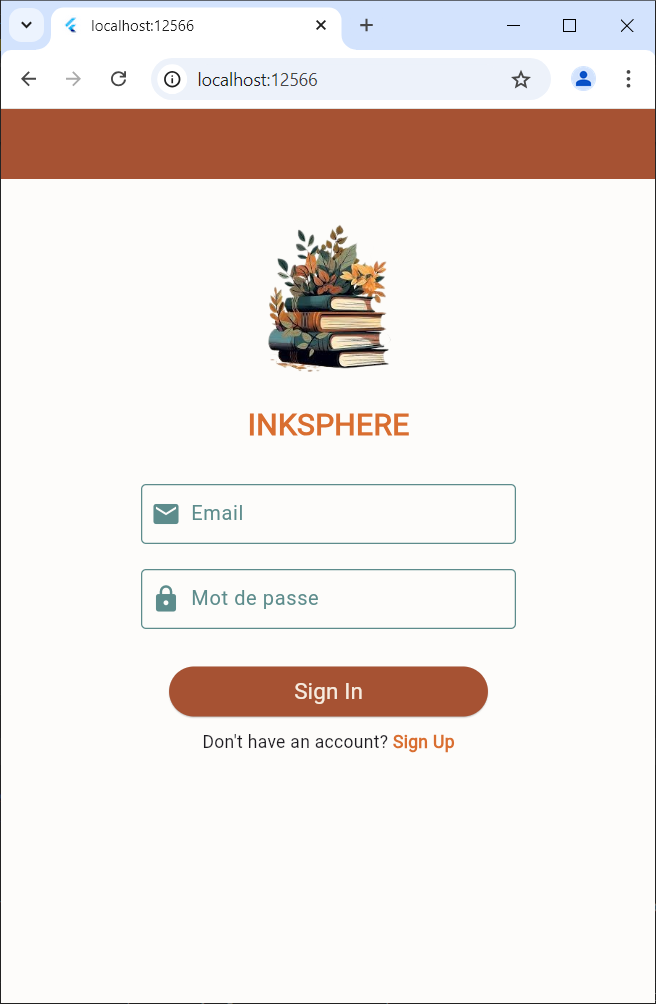 localhost:12566
localhost:12566
INKSPHERE
Email
Mot de passe
Sign In
Don't have an account? Sign Up